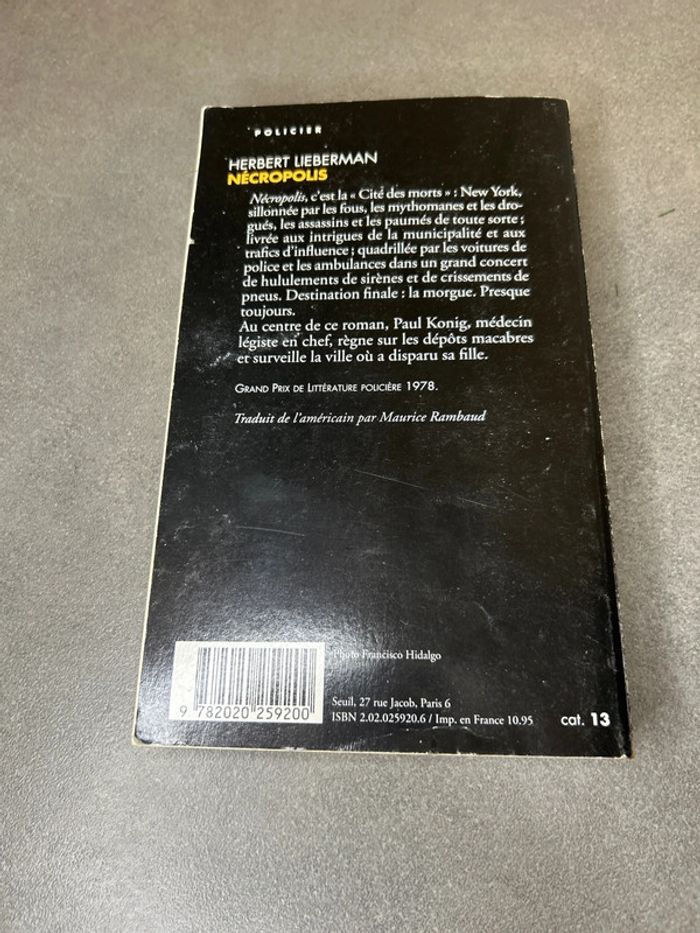 POLICIER
HERBERT LIEBERMAN
NÉCROPOLIS
Nécropolis, c'est la « Cité des morts » : New York,
sillonnée par les fous, les mythomanes et les dro-
gués, les assassins et les paumés de toute sorte ;
livrée aux intrigues de la municipalité et aux
trafics d'influence ; quadrillée par les voitures de
police et les ambulances dans un grand concert
de hululements de sirènes et de crissements de
pneus. Destination finale : la morgue. Presque
toujours.
Au centre de ce roman, Paul Konig, médecin
légiste en chef, règne sur les dépôts macabres
et surveille la ville où a disparu sa fille.
GRAND PRIX DE LITTÉRATURE POLICIÈRE 1978.
Traduit de l'américain par Maurice Rambaud
Photo Francisco Hidalgo
Seuil, 27 rue Jacob, Paris 6
ISBN 2.02.025920.6 / Imp. en France 10.95
9 782020 259200
cat. 13